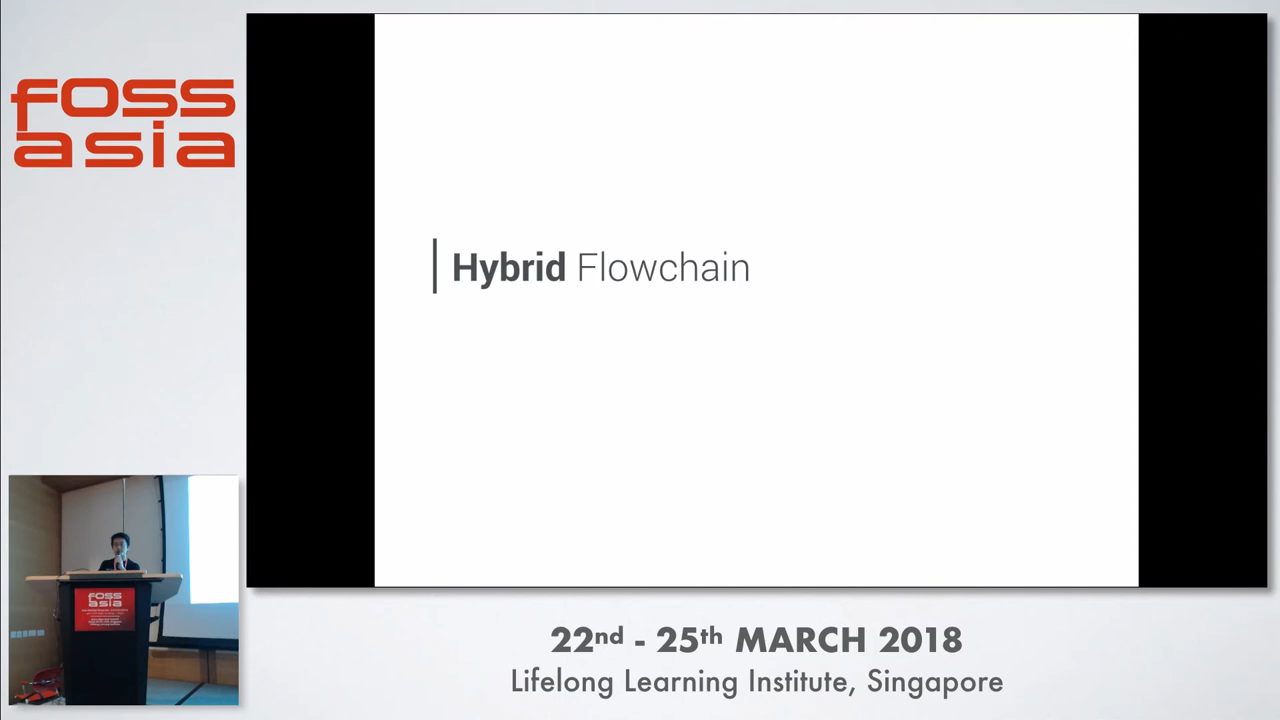 foss
asia
Hybrid Flowchain
foss
asia
22nd - 25th MARCH 2018
Lifelong Learning Institute, Singapore